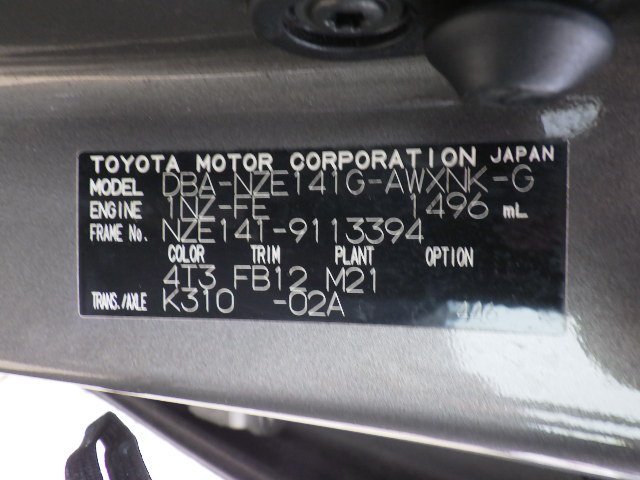 TOYOTA MOTOR CORPORATION JAPAN
MODEL DBA-NZE141G-AWXNK-G
ENGINE 1NZ-FE 1496 mL
FRAME No. NZE141-9113394
COLOR TRIM PLANT OPTION
4T3 FB12 M21
TRANS./AXLE K310 -02A 446